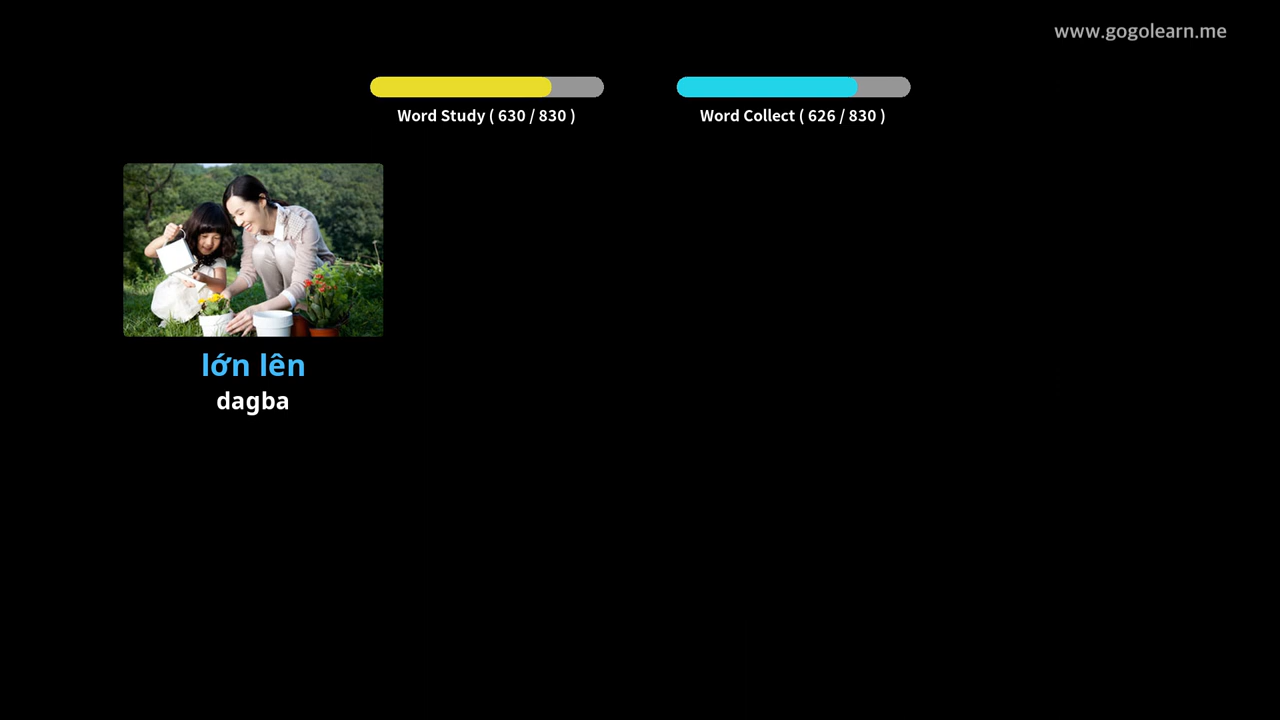 www.gogolearn.me
Word Study ( 630 / 830 )
Word Collect ( 626 / 830 )
lớn lên
dagba